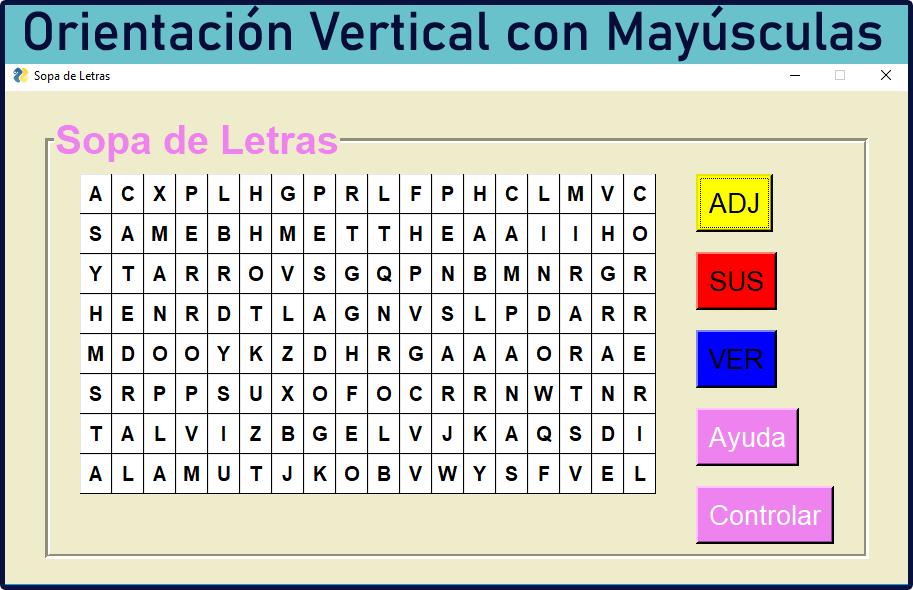 Orientación Vertical con Mayúsculas
Sopa de Letras
Sopa de Letras
A C X P L H G P R L F P H C L M V C
S A M E B H M E T T H E A A I I H O
Y T A R R O V S G Q P N B M N R G R
H E N R D T L A G N V S L P D A R R
M D O O Y K Z D H R G A A A O R A E
S R P P S U X O F O C R R N W T N R
T A L V I Z B G E L V J K A Q S D I
A L A M U T J K O B V W Y S F V E L
ADJ
SUS
VER
Ayuda
Controlar